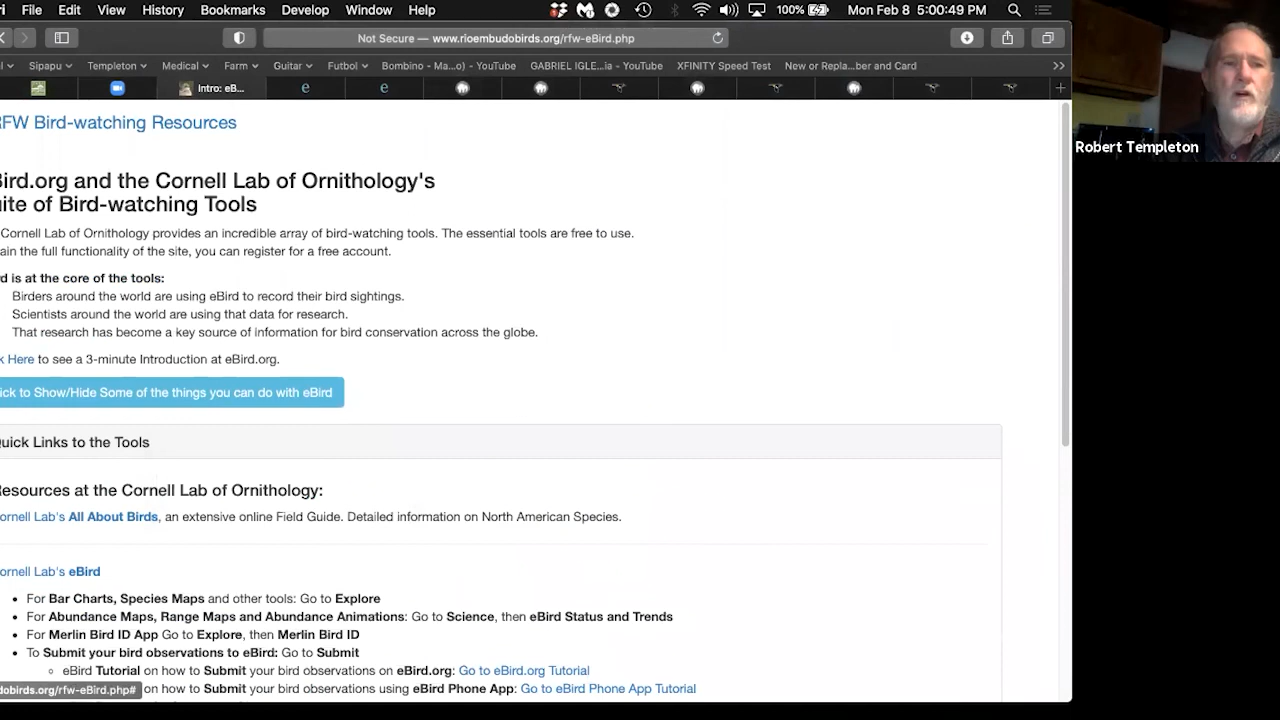 ri File Edit View History Bookmarks Develop Window Help 100% Mon Feb 8 5:00:49 PM
Not Secure — www.rioembudobirds.org/rfw-eBird.php
al Sipapu Templeton Medical Farm Guitar Futbol Bombino - Ma...o) - YouTube GABRIEL IGLE...ia - YouTube XFINITY Speed Test New or Repla...ber and Card >>
Intro: eB... +
Robert Templeton
RFW Bird-watching Resources
Bird.org and the Cornell Lab of Ornithology's
uite of Bird-watching Tools
Cornell Lab of Ornithology provides an incredible array of bird-watching tools. The essential tools are free to use.
ain the full functionality of the site, you can register for a free account.
rd is at the core of the tools:
Birders around the world are using eBird to record their bird sightings.
Scientists around the world are using that data for research.
That research has become a key source of information for bird conservation across the globe.
k Here to see a 3-minute Introduction at eBird.org.
ick to Show/Hide Some of the things you can do with eBird
Quick Links to the Tools
Resources at the Cornell Lab of Ornithology:
ornell Lab's All About Birds, an extensive online Field Guide. Detailed information on North American Species.
ornell Lab's eBird
• For Bar Charts, Species Maps and other tools: Go to Explore
• For Abundance Maps, Range Maps and Abundance Animations: Go to Science, then eBird Status and Trends
• For Merlin Bird ID App Go to Explore, then Merlin Bird ID
• To Submit your bird observations to eBird: Go to Submit
◦ eBird Tutorial on how to Submit your bird observations on eBird.org: Go to eBird.org Tutorial
dobirds.org/rfw-eBird.php# on how to Submit your bird observations using eBird Phone App: Go to eBird Phone App Tutorial